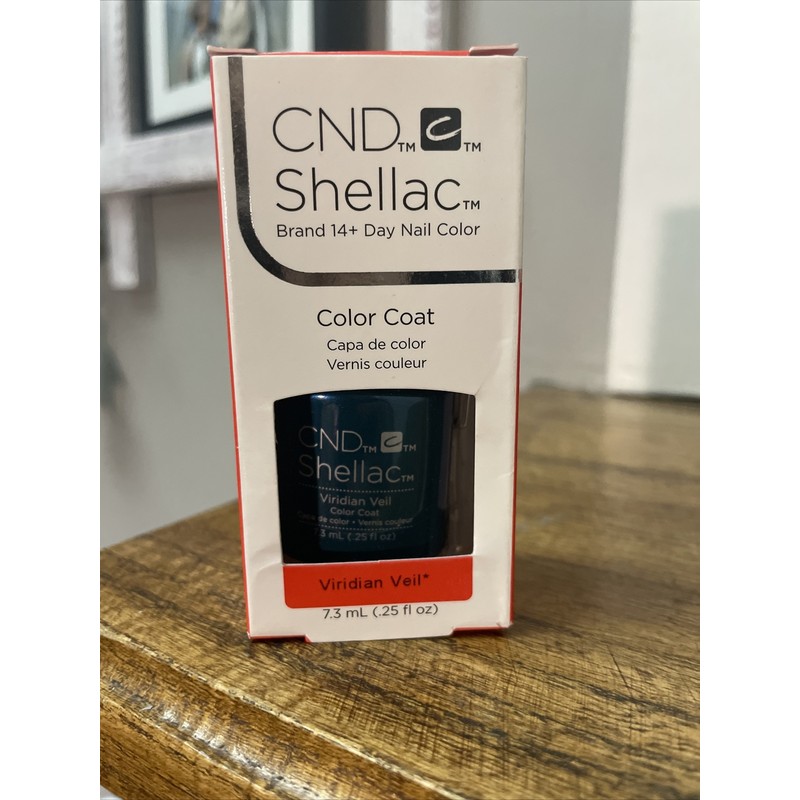 CND™ C™
Shellac™
Brand 14+ Day Nail Color
Color Coat
Capa de color
Vernis couleur
CND™ C™
Shellac™
Viridian Veil
Color Coat
Capa de color • Vernis couleur
7.3 mL (.25 fl oz)
Viridian Veil*
7.3 mL (.25 fl oz)